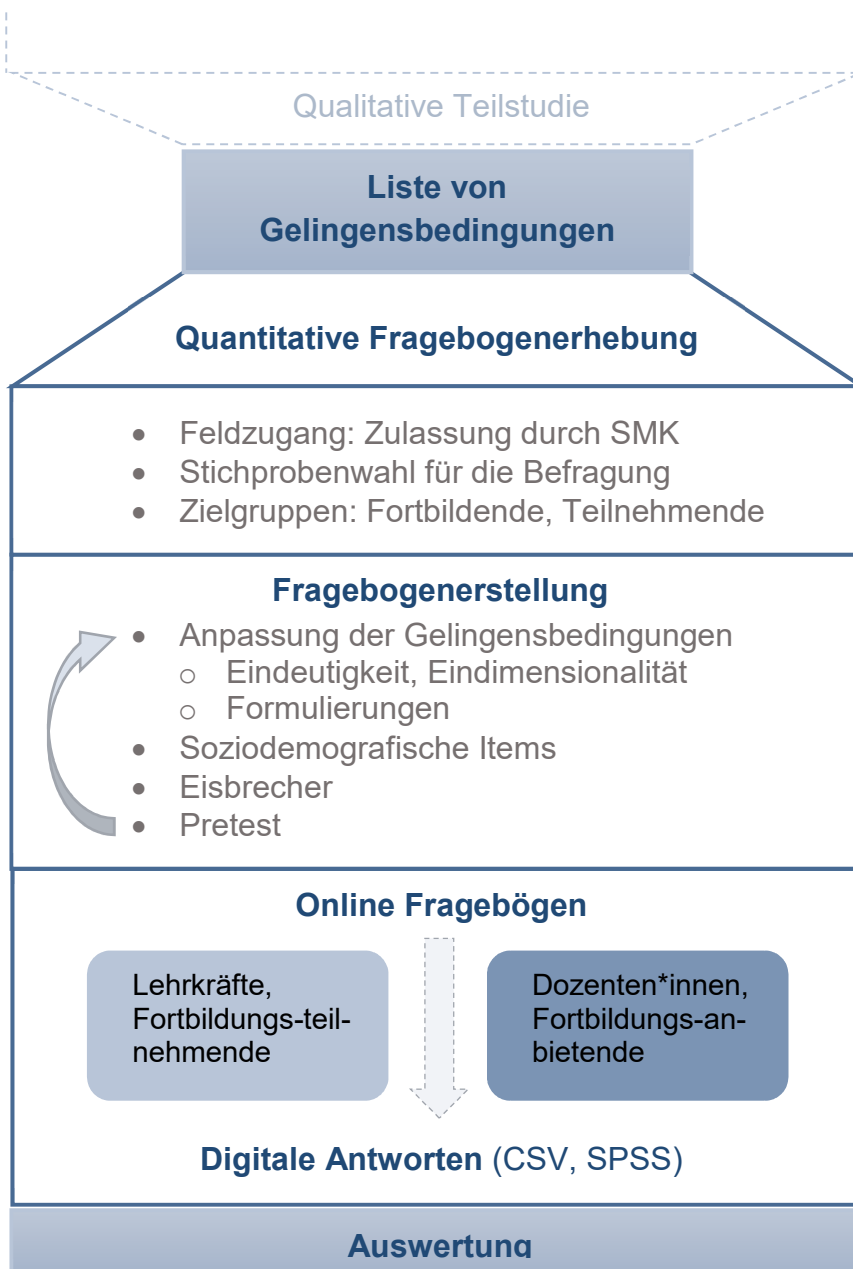 Qualitative Teilstudie
Liste von
Gelingensbedingungen
Quantitative Fragebogenerhebung
• Feldzugang: Zulassung durch SMK
• Stichprobenwahl für die Befragung
• Zielgruppen: Fortbildende, Teilnehmende
Fragebogenerstellung
• Anpassung der Gelingensbedingungen
o Eindeutigkeit, Eindimensionalität
o Formulierungen
• Soziodemografische Items
• Eisbrecher
• Pretest
Online Fragebögen
Lehrkräfte,
Fortbildungs-teil-
nehmende
Dozenten*innen,
Fortbildungs-an-
bietende
Digitale Antworten (CSV, SPSS)
Auswertung